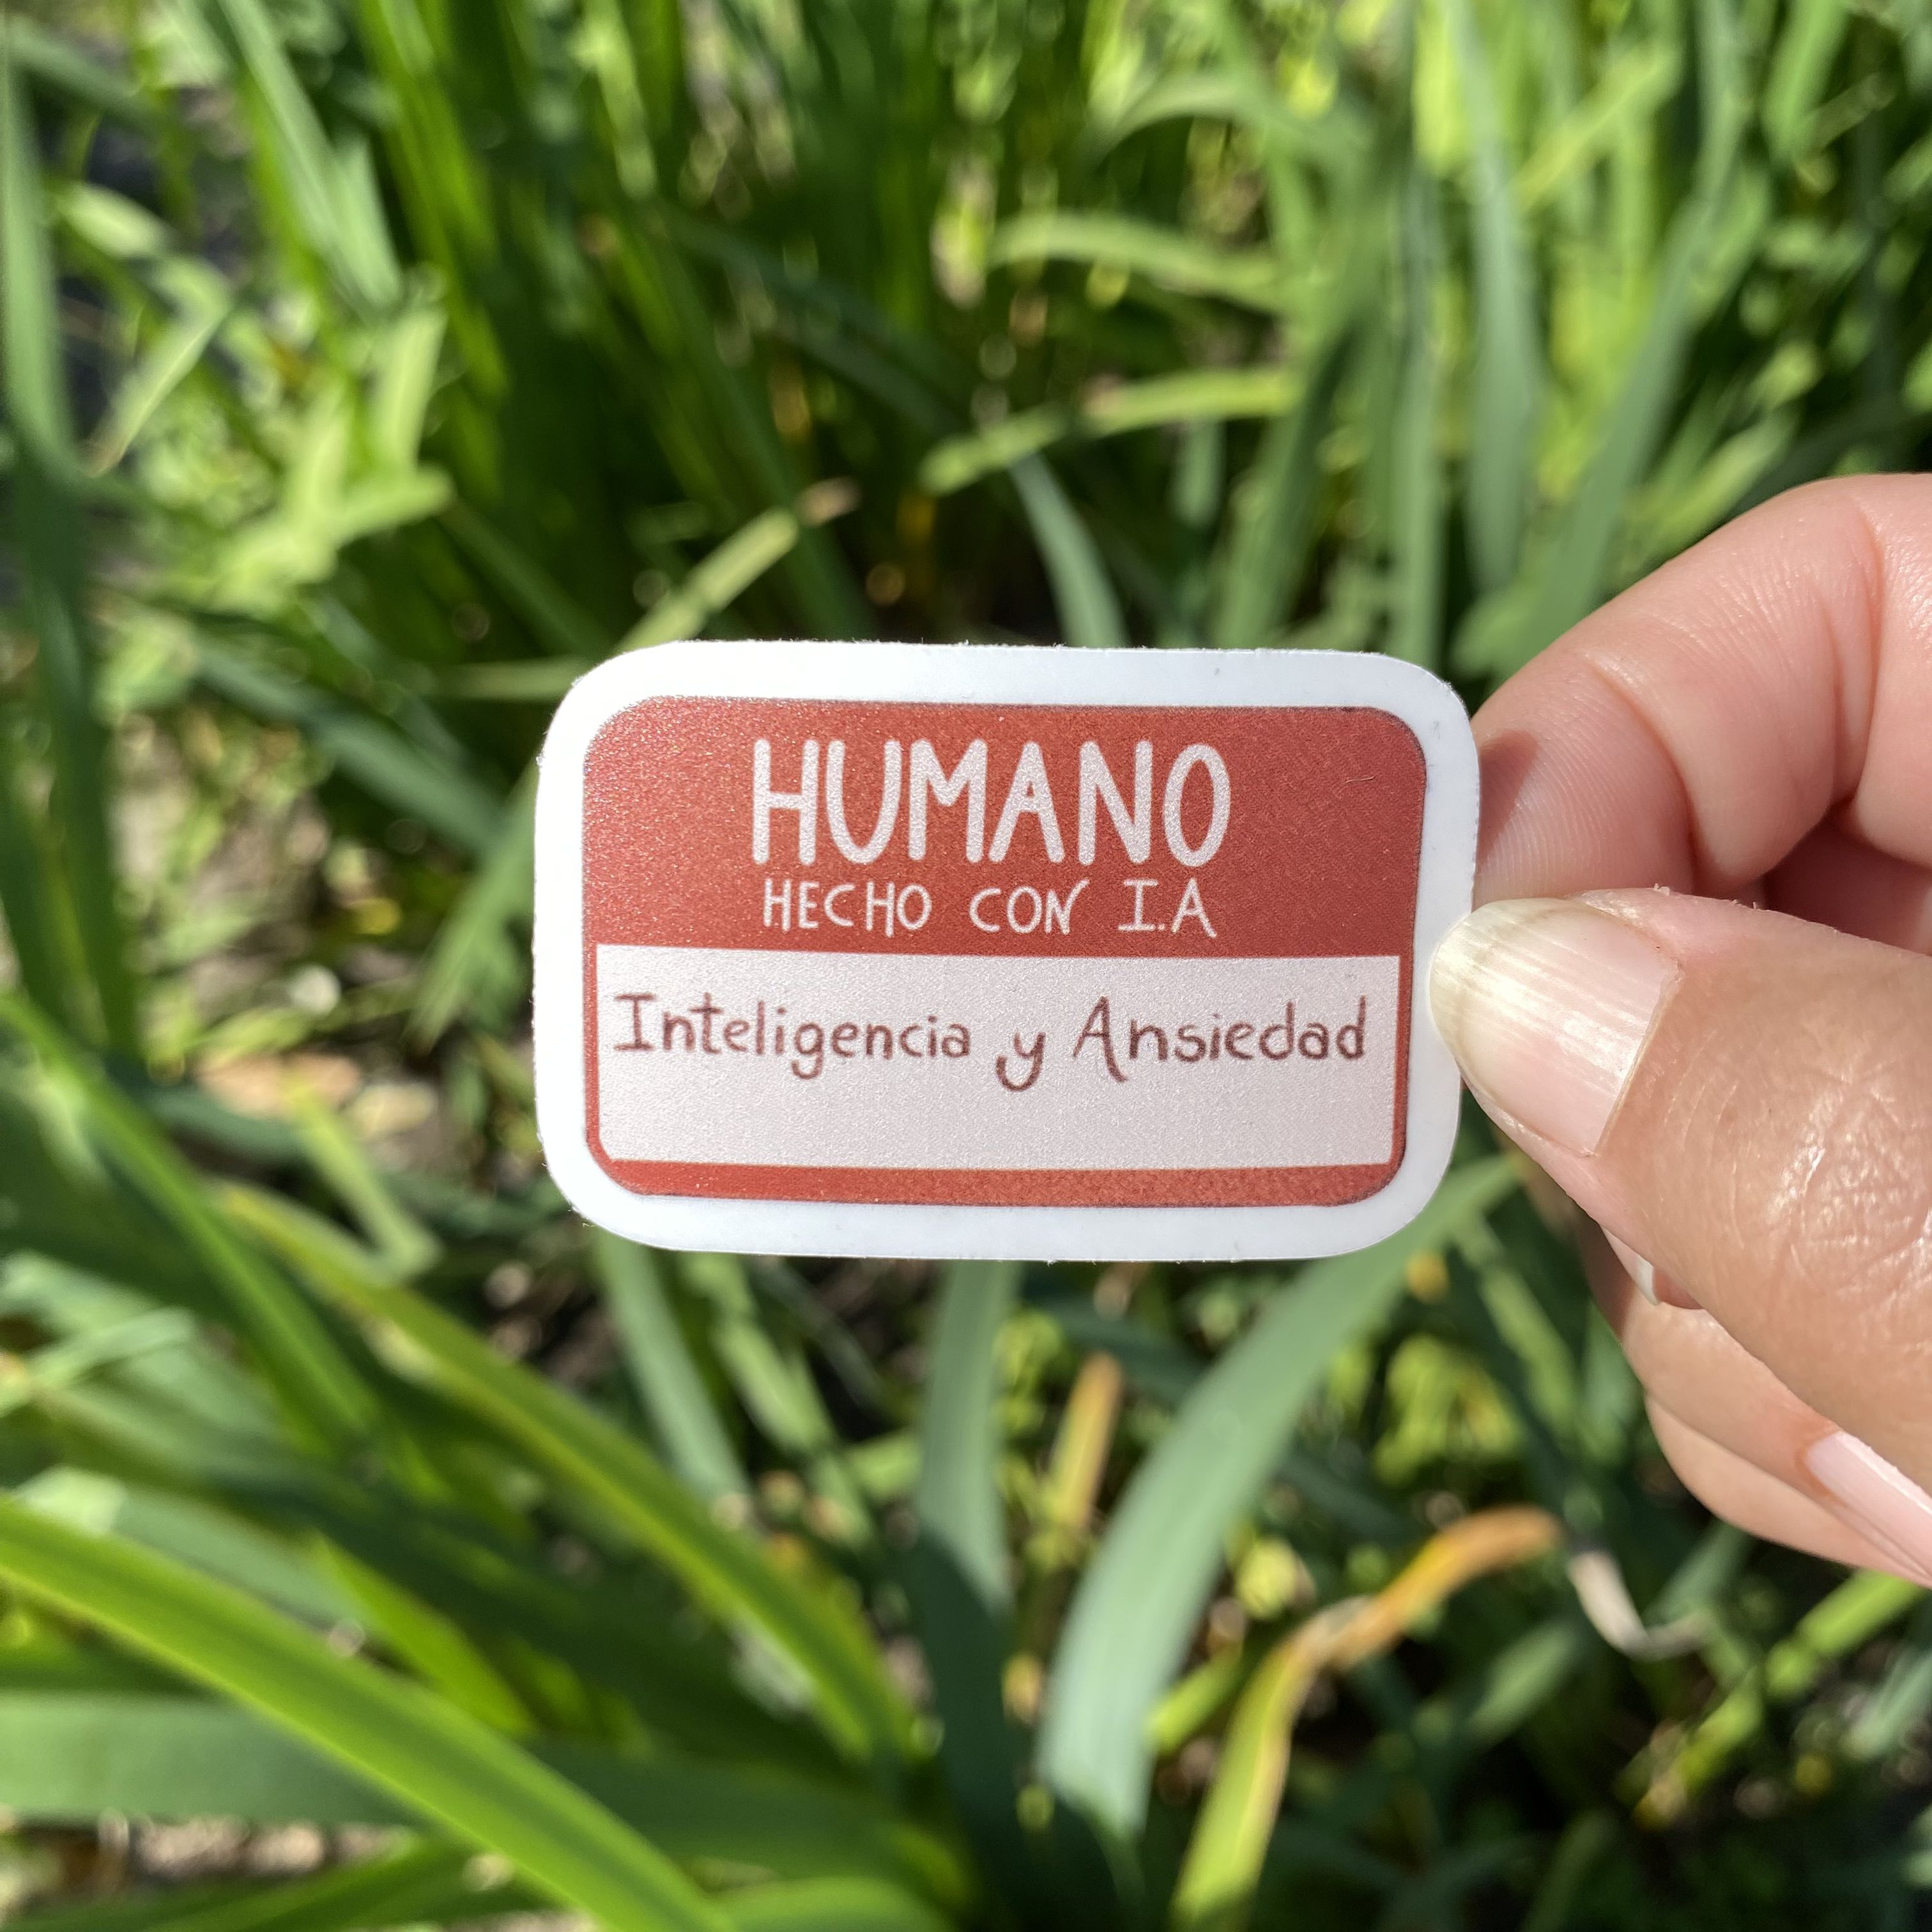 HUMANO
HECHO CON I.A
Inteligencia y Ansiedad